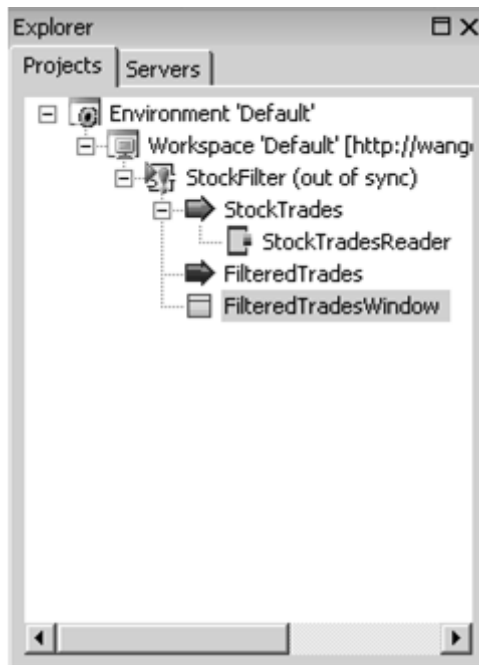 Explorer
Projects Servers
Environment 'Default'
Workspace 'Default' [http://wang
StockFilter (out of sync)
StockTrades
StockTradesReader
FilteredTrades
FilteredTradesWindow